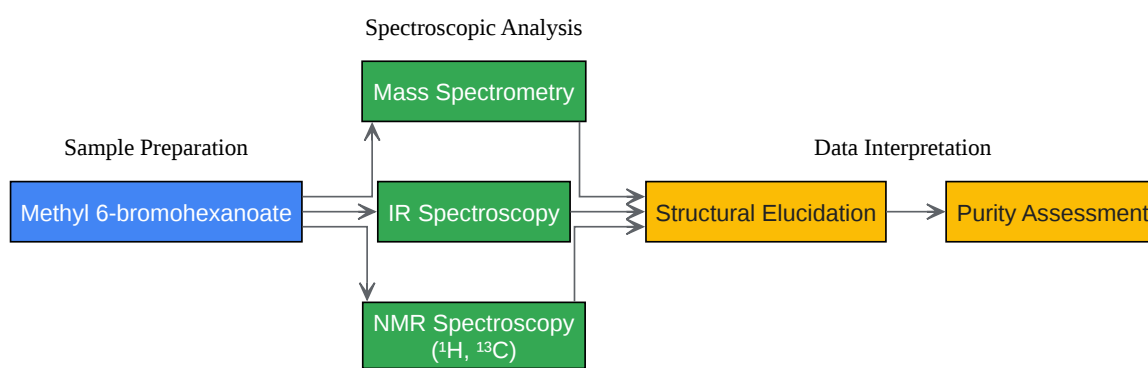 Spectroscopic Analysis
Mass Spectrometry
Sample Preparation
Data Interpretation
Methyl 6-bromohexanoate
IR Spectroscopy
Structural Elucidation
Purity Assessment
NMR Spectroscopy
(¹H, ¹³C)